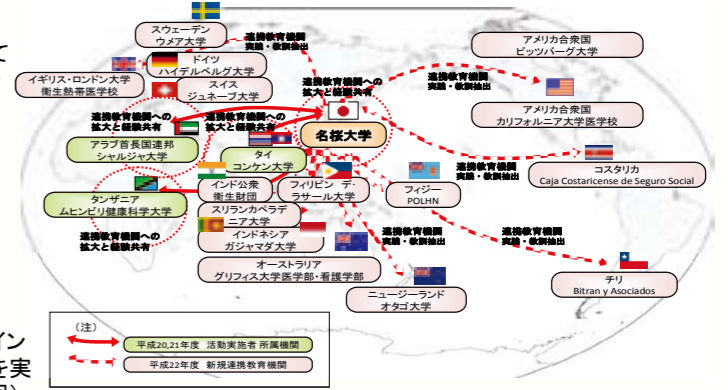 スウェーデン
ウメア大学
連携教育機関
実践・教訓抽出
アメリカ合衆国
ピッツバーグ大学
て
ドイツ
ハイデルベルグ大学
イギリス・ロンドン大学
衛生熱帯医学校
スイス
ジュネーブ大学
連携教育機関への
拡大と経験共有
連携教育機関
実践・教訓抽出
アメリカ合衆国
カリフォルニア大学医学校
連携教育機関への
拡大と経験共有
連携教育機関への
拡大と経験共有
名桜大学
アラブ首長国連邦
シャルジャ大学
タイ
コンケン大学
連携教育機関
実践・教訓抽出
コスタリカ
Caja Costaricense de Seguro Social
タンザニア
ムヒンビリ健康科学大学
インド公衆
衛生財団
フィリピン デ・
ラサール大学
フィジー
POLHN
スリランカペラデ
ニア大学
連携教育機関への
拡大と経験共有
インドネシア
ガジャマダ大学
連携教育機関
実践・教訓抽出
連携教育機関
実践・教訓抽出
オーストラリア
グリフィス大学医学部・看護学部
ニュージーランド
オタゴ大学
チリ
Bitran y Asociados
(注)
平成20,21年度 活動実施者 所属機関
平成22年度 新規連携教育機関
イン
を実